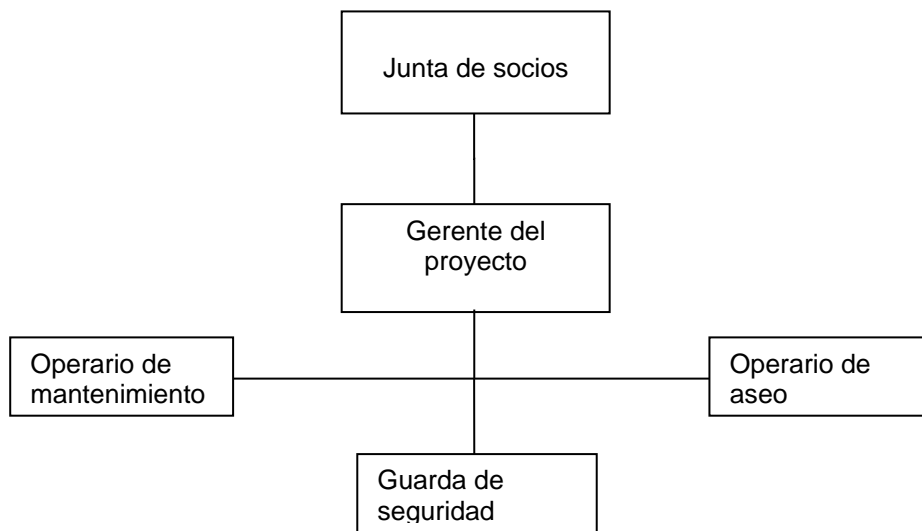 Junta de socios
Gerente del
proyecto
Operario de
mantenimiento
Operario de
aseo
Guarda de
seguridad